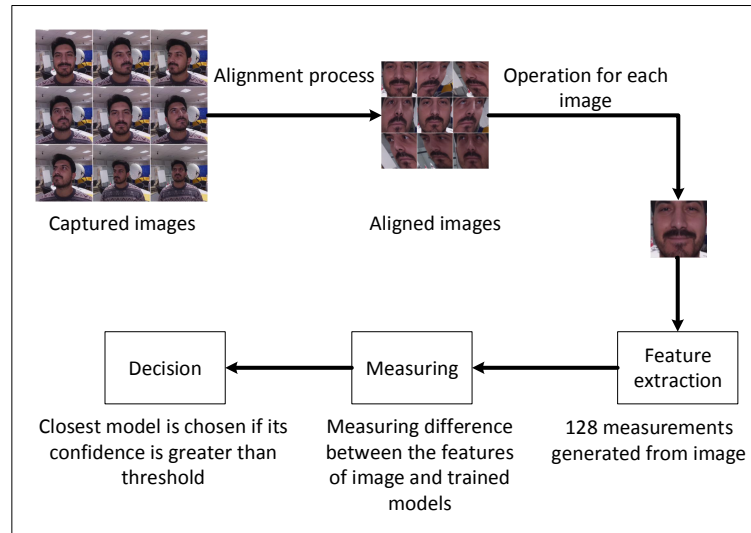 Alignment process
Operation for each
image
Captured images
Aligned images
Feature
extraction
128 measurements
generated from image
Measuring
Measuring difference
between the features
of image and trained
models
Decision
Closest model is chosen if its
confidence is greater than
threshold